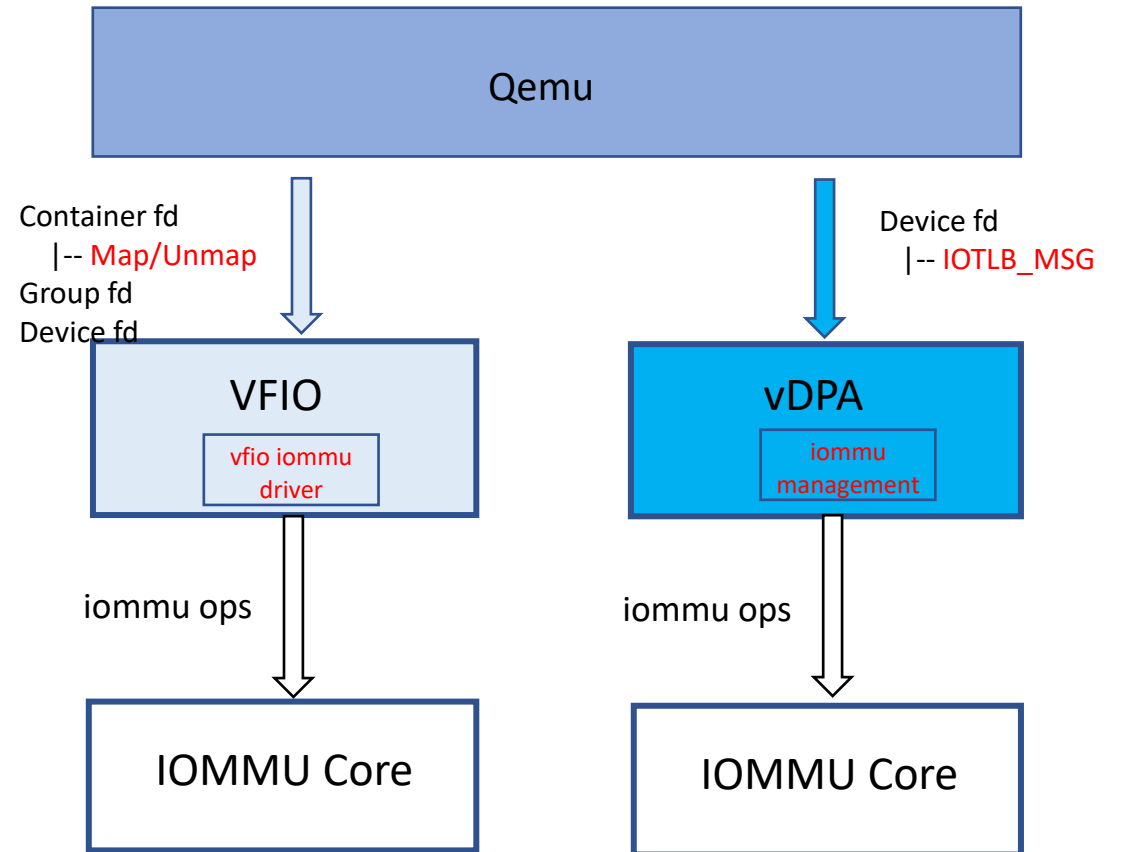 Qemu
Container fd
|-- Map/Unmap
Group fd
Device fd
Device fd
|-- IOTLB_MSG
VFIO
vfio iommu
driver
vDPA
iommu
management
iommu ops
iommu ops
IOMMU Core
IOMMU Core